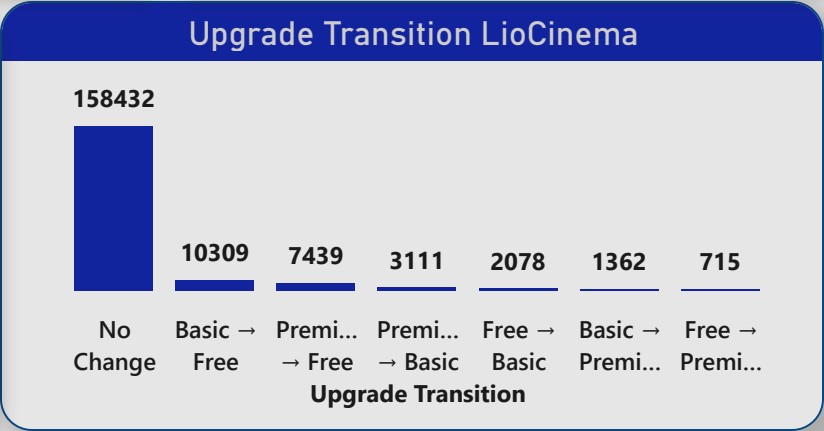 Upgrade Transition LioCinema
158432
10309
7439
3111
2078
1362
715
No
Change
Basic →
Free
Premi...
→ Free
Premi...
→ Basic
Free →
Basic
Basic →
Premi...
Free →
Premi...
Upgrade Transition